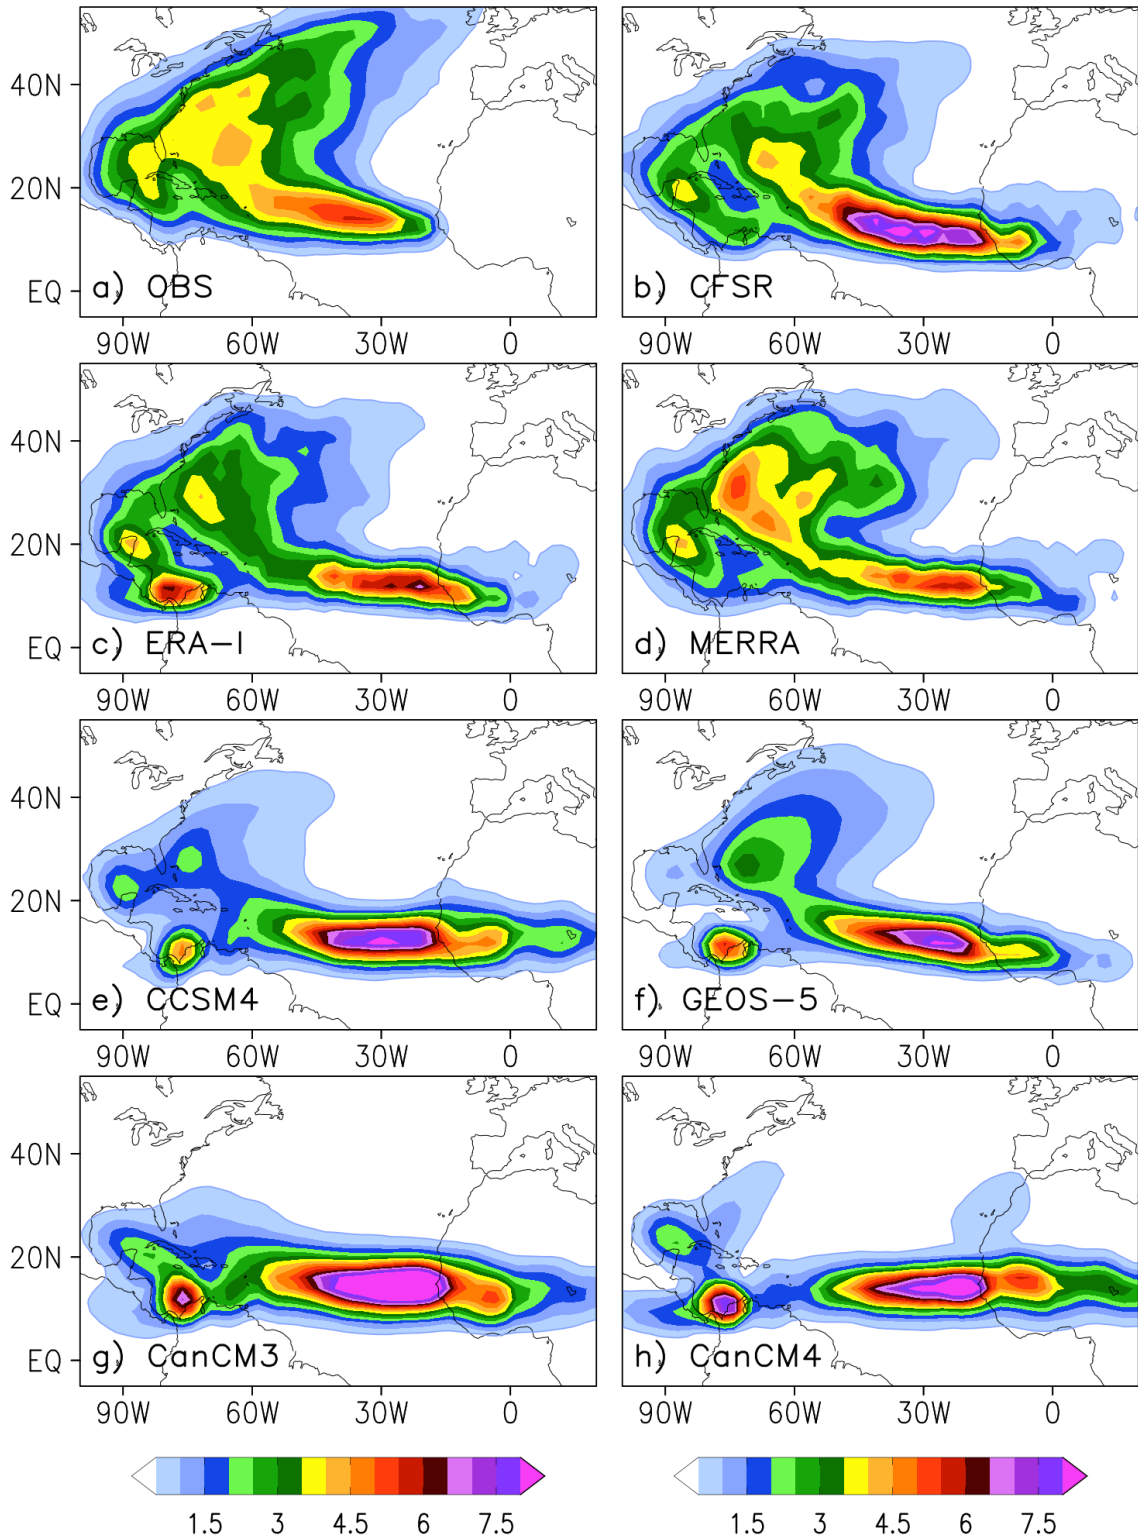 40N
20N
EQ
a) OBS
b) CFSR
90W 60W 30W 0 90W 60W 30W 0
40N
20N
EQ
c) ERA-I
d) MERRA
90W 60W 30W 0 90W 60W 30W 0
40N
20N
EQ
e) CCSM4
f) GEOS-5
90W 60W 30W 0 90W 60W 30W 0
40N
20N
EQ
g) CanCM3
h) CanCM4
90W 60W 30W 0 90W 60W 30W 0
1.5 3 4.5 6 7.5 1.5 3 4.5 6 7.5